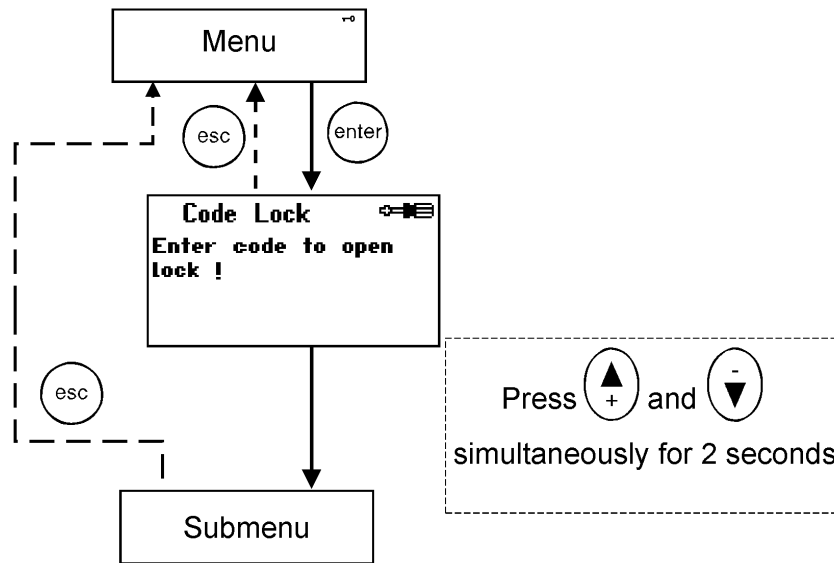 Menu
esc
enter
Code Lock
Enter code to open
lock !
esc
Press + and -
simultaneously for 2 seconds
Submenu